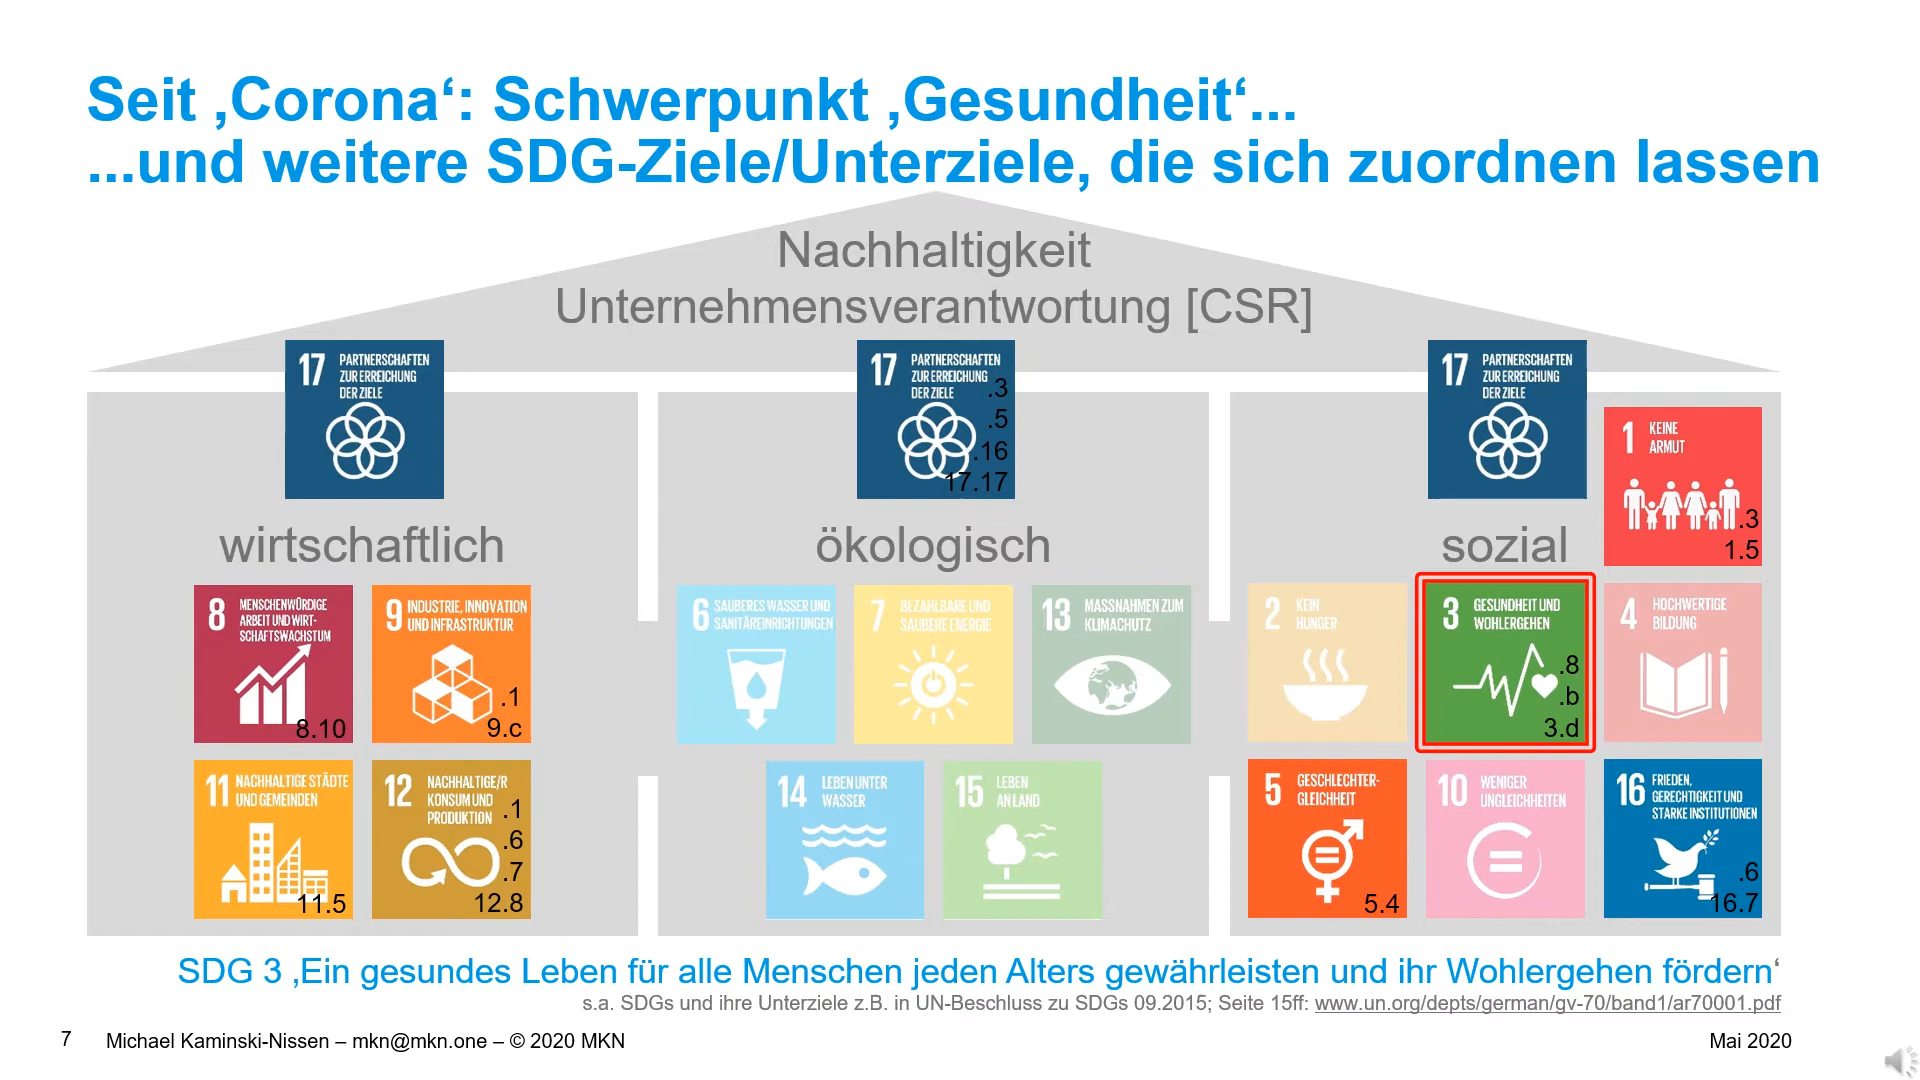 Seit ‚Corona‘: Schwerpunkt ‚Gesundheit‘...
...und weitere SDG-Ziele/Unterziele, die sich zuordnen lassen
Nachhaltigkeit
Unternehmensverantwortung [CSR]
17 PARTNERSCHAFTEN
ZUR ERREICHUNG
DER ZIELE
17 PARTNERSCHAFTEN
ZUR ERREICHUNG
DER ZIELE
.3
.5
.16
17.17
17 PARTNERSCHAFTEN
ZUR ERREICHUNG
DER ZIELE
1 KEINE
ARMUT
.3
1.5
wirtschaftlich
ökologisch
sozial
8 MENSCHENWÜRDIGE
ARBEIT UND WIRT-
SCHAFTSWACHSTUM
8.10
9 INDUSTRIE, INNOVATION
UND INFRASTRUKTUR
.1
9.c
11 NACHHALTIGE STÄDTE
UND GEMEINDEN
11.5
12 NACHHALTIGE/R
KONSUM UND
PRODUKTION
.1
.6
.7
12.8
6 SAUBERES WASSER UND
SANITÄREINRICHTUNGEN
7 BEZAHLBARE UND
SAUBERE ENERGIE
13 MASSNAHMEN ZUM
KLIMACHUTZ
14 LEBEN UNTER
WASSER
15 LEBEN
AN LAND
2 KEIN
HUNGER
3 GESUNDHEIT UND
WOHLERGEHEN
.8
.b
3.d
4 HOCHWERTIGE
BILDUNG
5 GESCHLECHTER-
GLEICHHEIT
5.4
10 WENIGER
UNGLEICHHEITEN
16 FRIEDEN,
GERECHTIGKEIT UND
STARKE INSTITUTIONEN
.6
16.7
SDG 3 ‚Ein gesundes Leben für alle Menschen jeden Alters gewährleisten und ihr Wohlergehen fördern‘
s.a. SDGs und ihre Unterziele z.B. in UN-Beschluss zu SDGs 09.2015; Seite 15ff: www.un.org/depts/german/gv-70/band1/ar70001.pdf
7 Michael Kaminski-Nissen – mkn@mkn.one – © 2020 MKN
Mai 2020